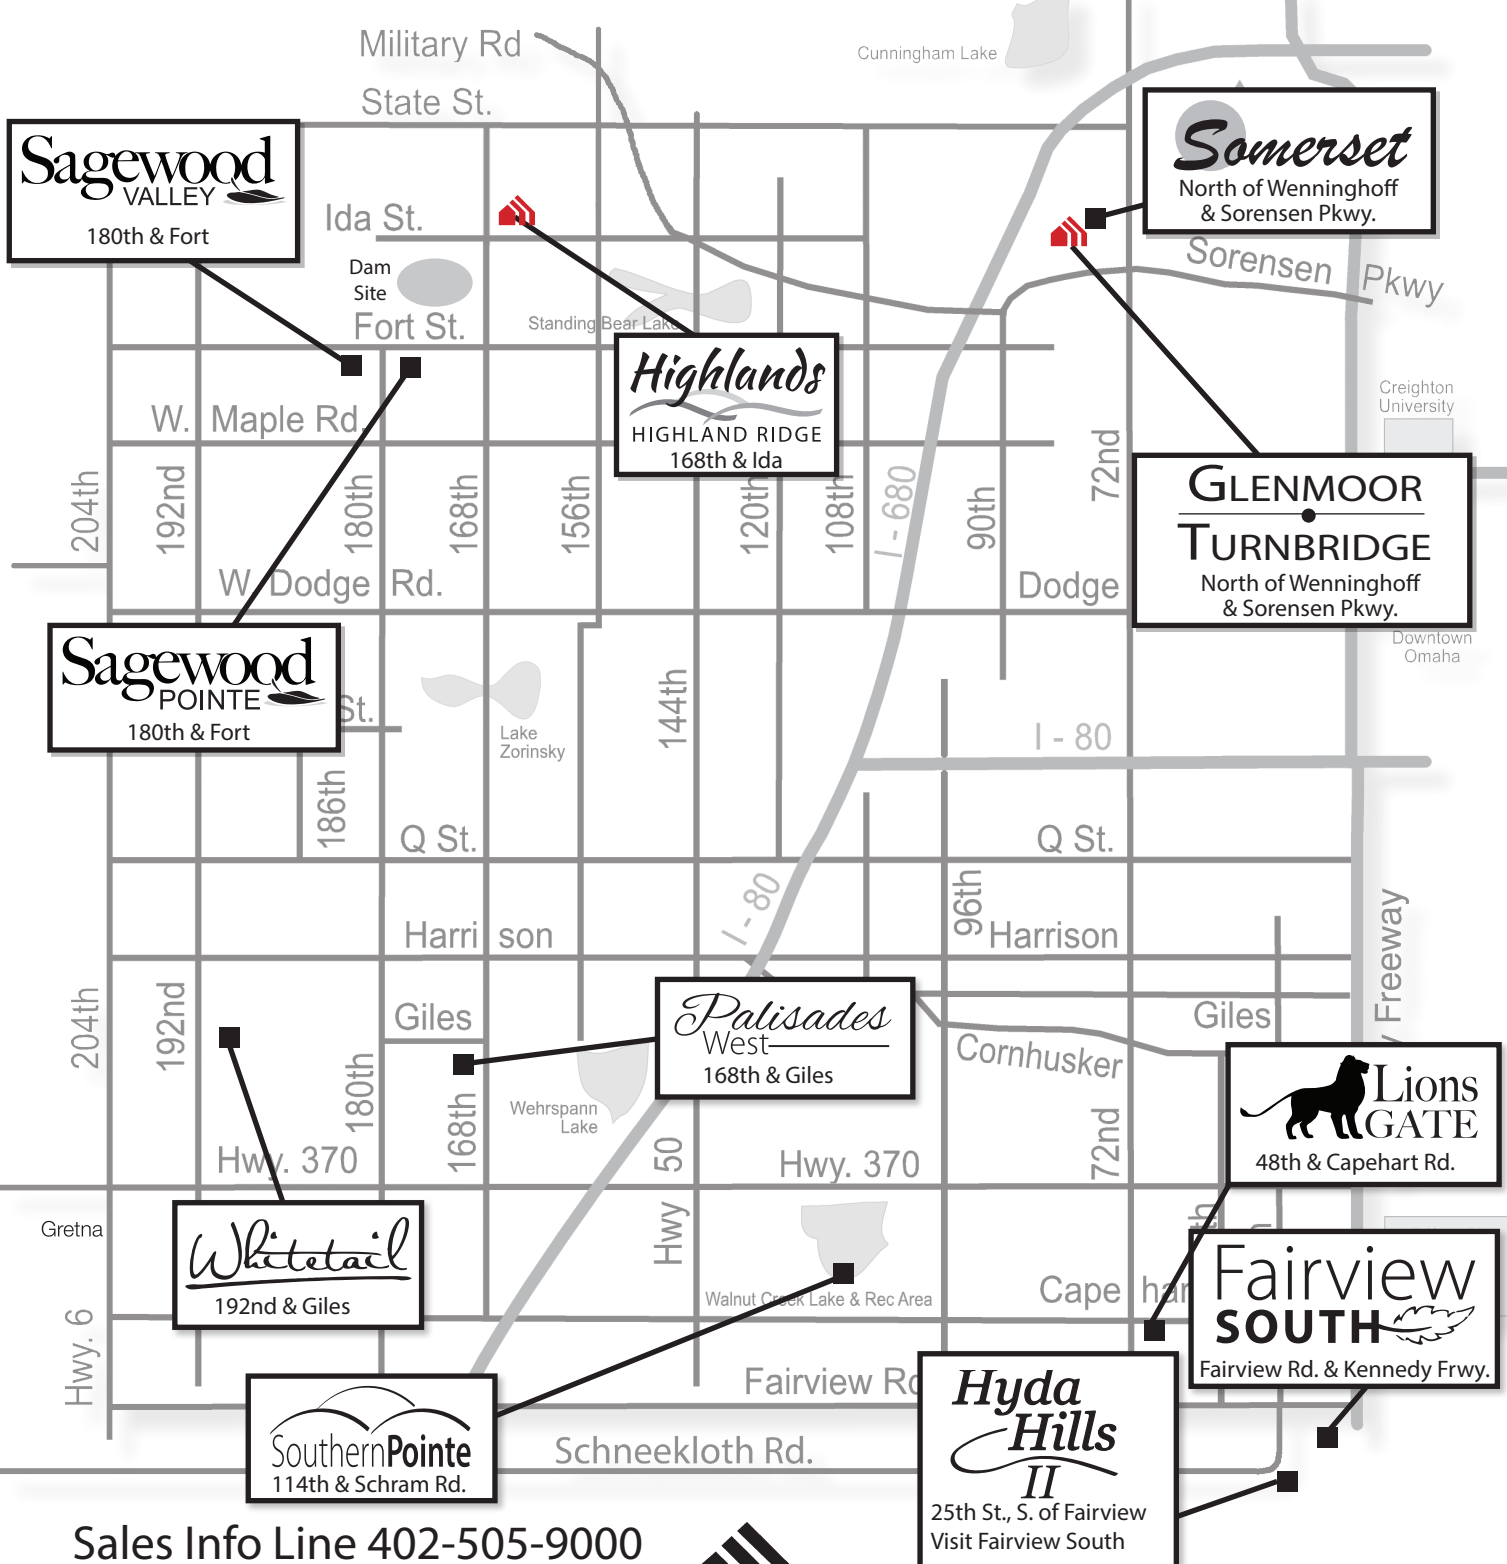 Military Rd
Cunningham Lake
State St.
Sagewood
VALLEY
180th & Fort
Somerset
North of Wenninghoff
& Sorensen Pkwy.
Ida St.
Sorensen Pkwy
Dam
Site
Fort St.
Standing Bear Lake
Highlands
HIGHLAND RIDGE
168th & Ida
Creighton
University
W. Maple Rd.
204th
192nd
180th
168th
156th
120th
108th
I - 680
90th
72nd
GLENMOOR
TURNBRIDGE
North of Wenninghoff
& Sorensen Pkwy.
W Dodge Rd.
Dodge
Downtown
Omaha
Sagewood
POINTE
180th & Fort
St.
144th
Lake
Zorinsky
I - 80
186th
Q St.
Q St.
I - 80
96th
Harri son
Harrison
Freeway
204th
192nd
Giles
Palisades
West
168th & Giles
Giles
Cornhusker
180th
168th
Wehrspann
Lake
50
72nd
Lions
GATE
48th & Capehart Rd.
Hwy. 370
Hwy. 370
Gretna
Whitetail
192nd & Giles
Hwy
Walnut Creek Lake & Rec Area
Cape har
Fairview
SOUTH
Fairview Rd. & Kennedy Frwy.
Hwy. 6
Fairview Rd
SouthernPointe
114th & Schram Rd.
Schneekloth Rd.
Hyda
Hills
II
25th St., S. of Fairview
Visit Fairview South
Sales Info Line 402-505-9000